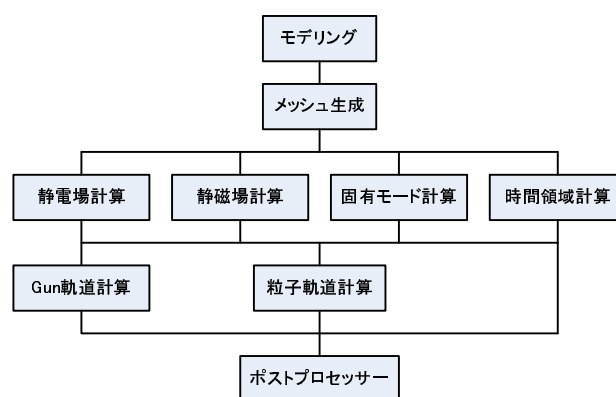 モデリング
メッシュ生成
静電場計算
静磁場計算
固有モード計算
時間領域計算
Gun軌道計算
粒子軌道計算
ポストプロセッサー